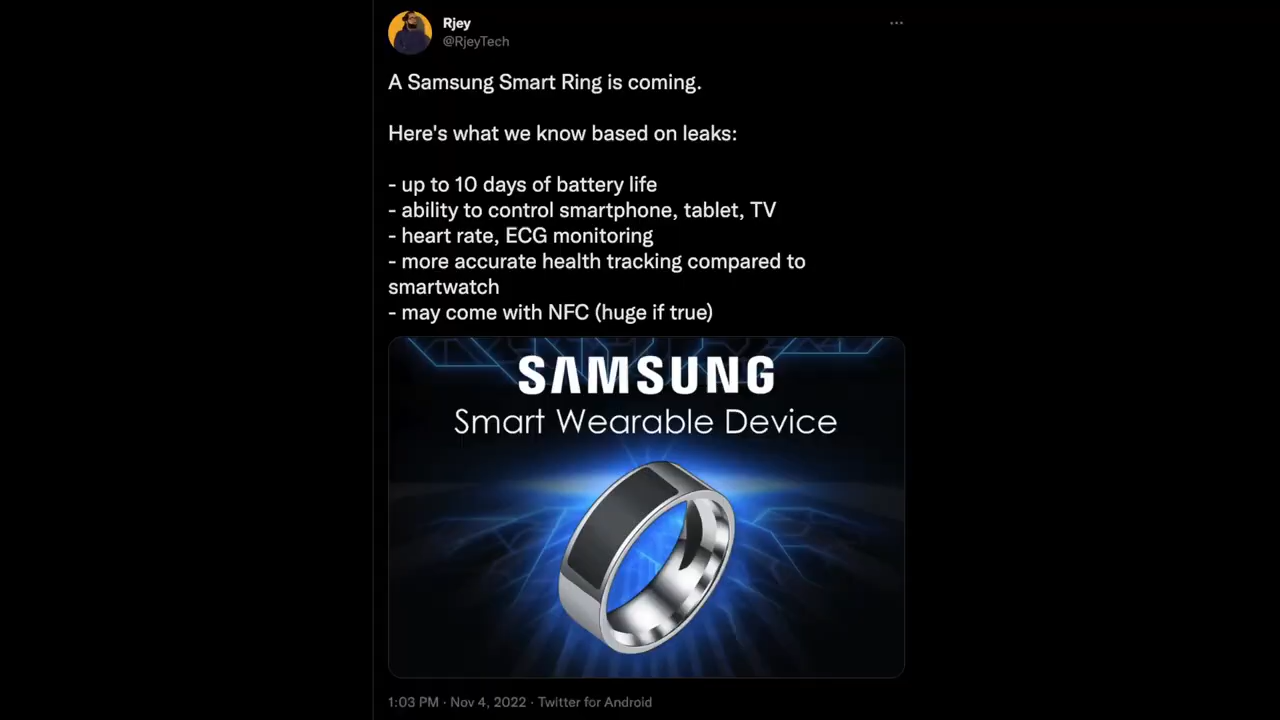 Rjey
@RjeyTech
A Samsung Smart Ring is coming.
Here's what we know based on leaks:
- up to 10 days of battery life
- ability to control smartphone, tablet, TV
- heart rate, ECG monitoring
- more accurate health tracking compared to
smartwatch
- may come with NFC (huge if true)
SAMSUNG
Smart Wearable Device
1:03 PM · Nov 4, 2022 · Twitter for Android